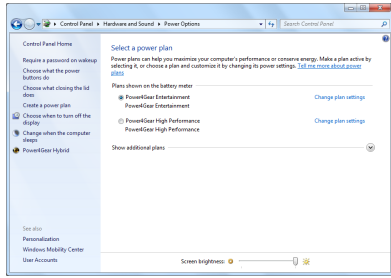 Control Panel ▸ Hardware and Sound ▸ Power Options
Search Control Panel
Control Panel Home
Require a password on wakeup
Choose what the power
buttons do
Choose what closing the lid
does
Create a power plan
Choose when to turn off the
display
Change when the computer
sleeps
Power4Gear Hybrid
See also
Personalization
Windows Mobility Center
User Accounts
Select a power plan
Power plans can help you maximize your computer's performance or conserve energy. Make a plan active by
selecting it, or choose a plan and customize it by changing its power settings. Tell me more about power
plans
Plans shown on the battery meter
Power4Gear Entertainment Change plan settings
Power4Gear Entertainment
Power4Gear High Performance Change plan settings
Power4Gear High Performance
Show additional plans
Screen brightness: